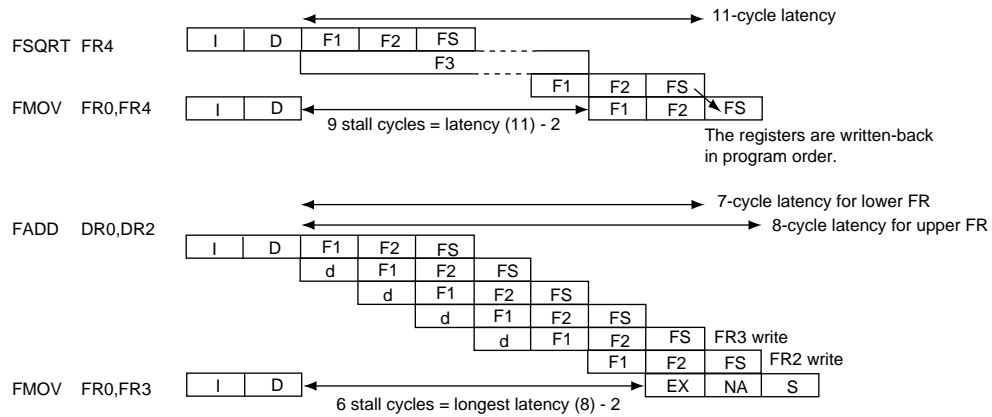 11-cycle latency
FSQRT FR4 I D F1 F2 FS
F3
F1 F2 FS
FMOV FR0,FR4 I D F1 F2 FS
9 stall cycles = latency (11) - 2
The registers are written-back
in program order.
7-cycle latency for lower FR
8-cycle latency for upper FR
FADD DR0,DR2
I D F1 F2 FS
d F1 F2 FS
d F1 F2 FS
d F1 F2 FS
d F1 F2 FS FR3 write
F1 F2 FS FR2 write
FMOV FR0,FR3 I D EX NA S
6 stall cycles = longest latency (8) - 2